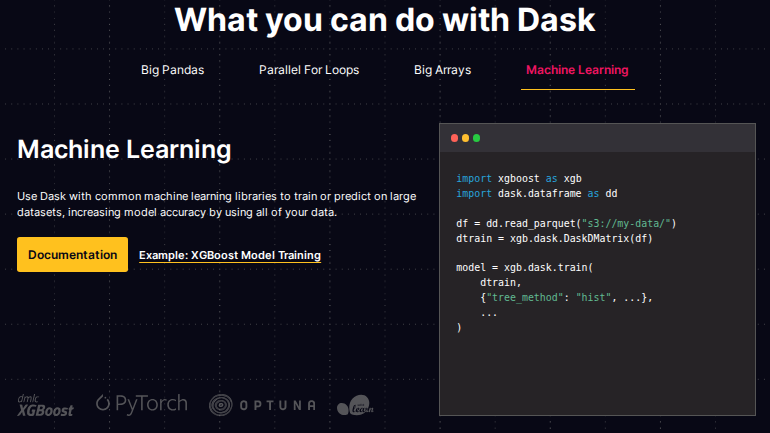 What you can do with Dask
Big Pandas
Parallel For Loops
Big Arrays
Machine Learning
Machine Learning
Use Dask with common machine learning libraries to train or predict on large
datasets, increasing model accuracy by using all of your data.
Documentation
Example: XGBoost Model Training
import xgboost as xgb
import dask.dataframe as dd
df = dd.read_parquet("s3://my-data/")
dtrain = xgb.dask.DaskDMatrix(df)
model = xgb.dask.train(
    dtrain,
    {"tree_method": "hist", ...},
    ...
)
dmlc
XGBoost
PyTorch
OPTUNA
learn